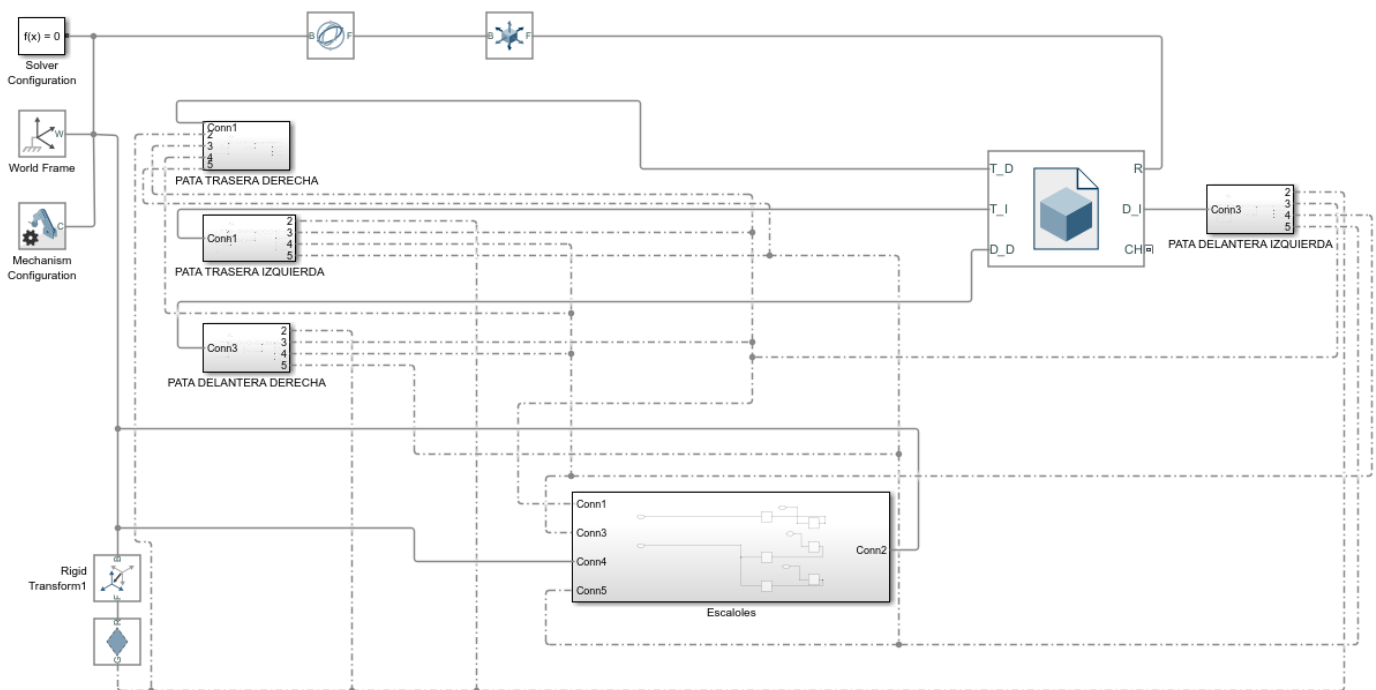 f(x) = 0
Solver
Configuration
B F
B F
W
World Frame
C
Mechanism
Configuration
Conn1
2
3
4
5
PATA TRASERA DERECHA
Conn1
2
3
4
5
PATA TRASERA IZQUIERDA
Conn3
2
3
4
5
PATA DELANTERA DERECHA
T_D
T_I
D_D
R
D_I
CH
Conn3
2
3
4
5
PATA DELANTERA IZQUIERDA
Conn1
Conn3
Conn4
Conn5
Conn2
Escaloles
B
Rigid
Transform1
F
R
G